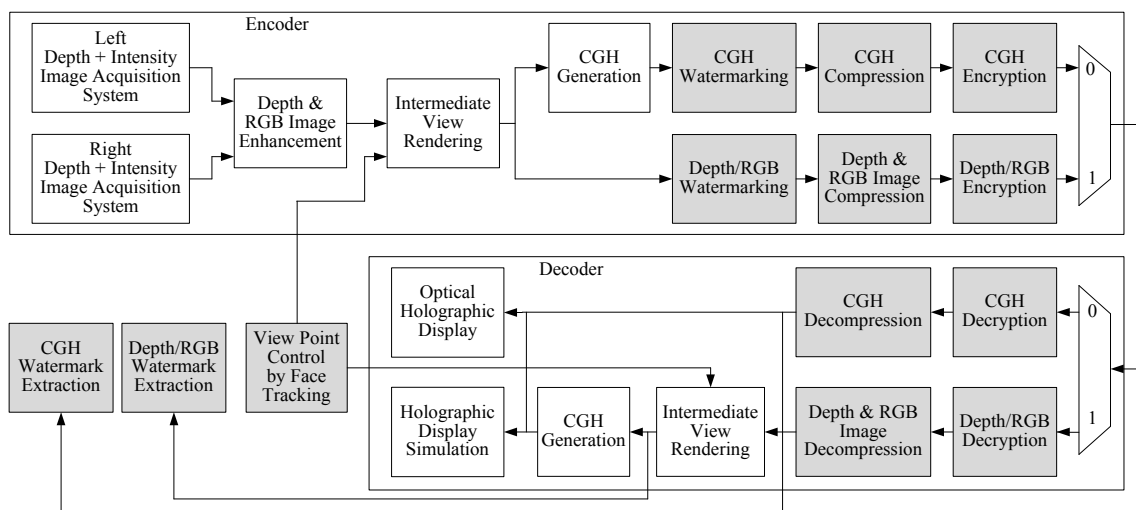 Encoder
Left
Depth + Intensity
Image Acquisition
System
Right
Depth + Intensity
Image Acquisition
System
Depth &
RGB Image
Enhancement
Intermediate
View
Rendering
CGH
Generation
CGH
Watermarking
CGH
Compression
CGH
Encryption
0
Depth/RGB
Watermarking
Depth &
RGB Image
Compression
Depth/RGB
Encryption
1
Decoder
Optical
Holographic
Display
CGH
Decompression
CGH
Decryption
0
CGH
Watermark
Extraction
Depth/RGB
Watermark
Extraction
View Point
Control
by Face
Tracking
Holographic
Display
Simulation
CGH
Generation
Intermediate
View
Rendering
Depth & RGB
Image
Decompression
Depth/RGB
Decryption
1